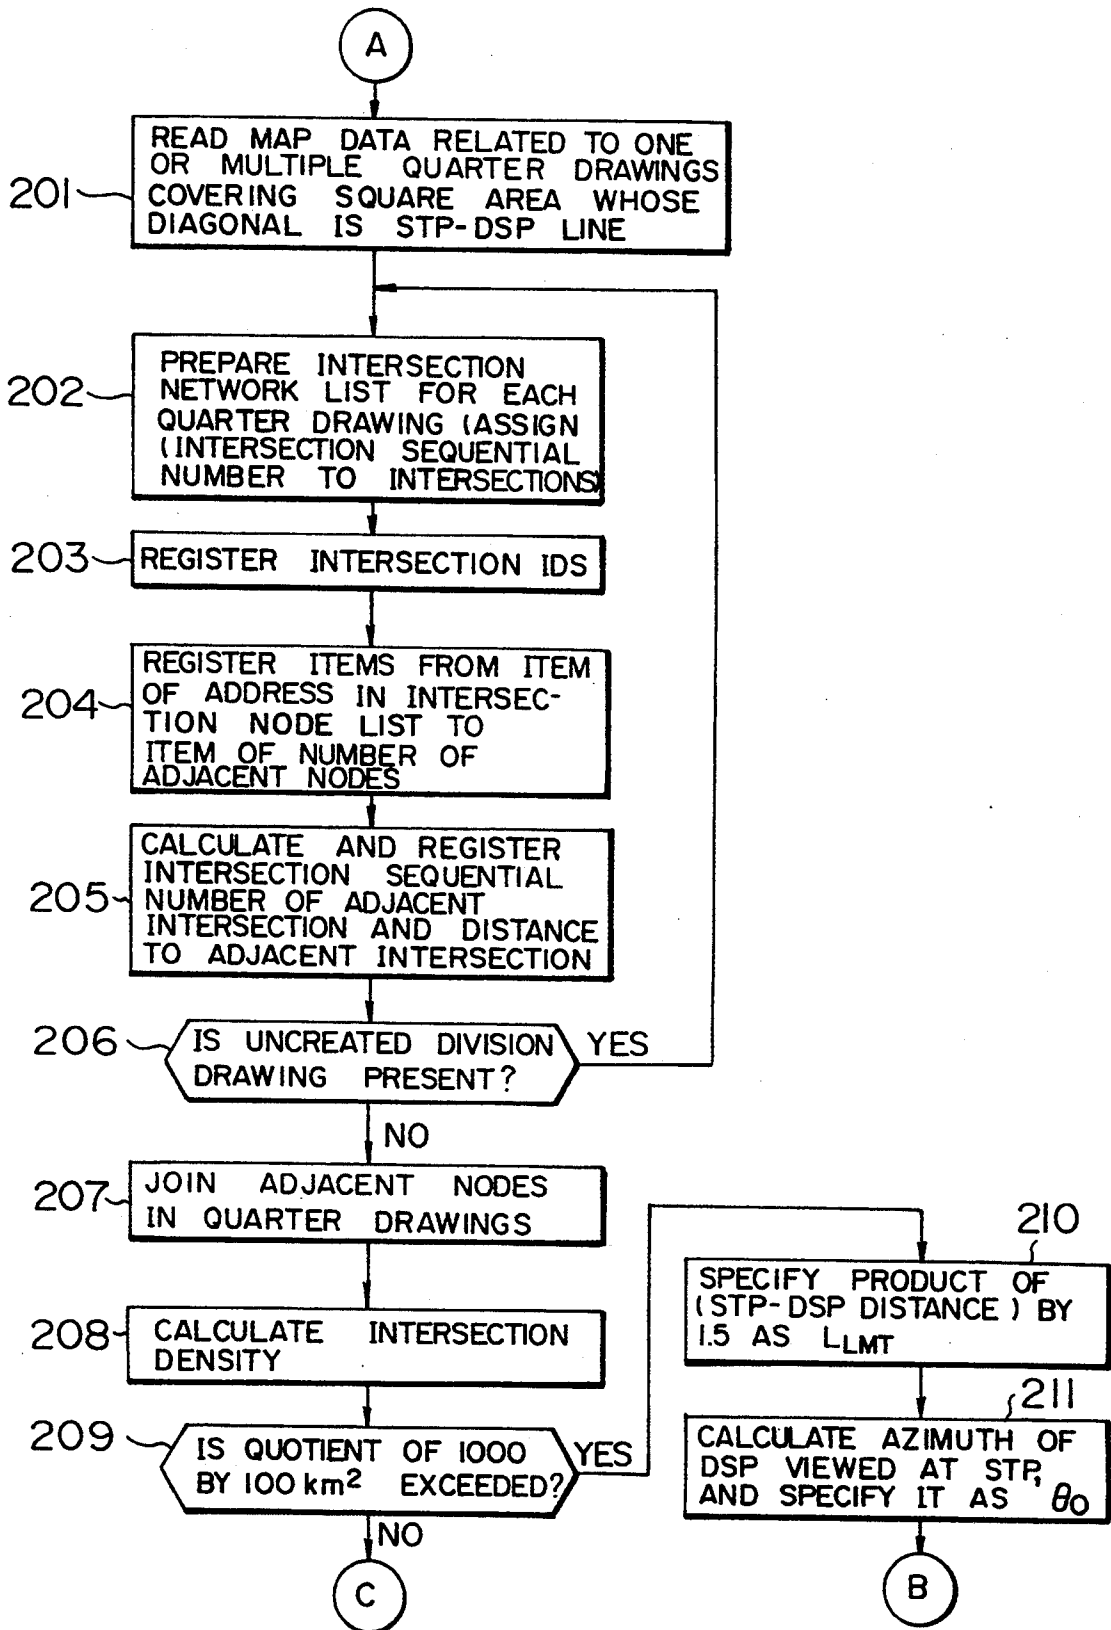 A
READ MAP DATA RELATED TO ONE
OR MULTIPLE QUARTER DRAWINGS
COVERING SQUARE AREA WHOSE
DIAGONAL IS STP-DSP LINE
201
PREPARE INTERSECTION
NETWORK LIST FOR EACH
QUARTER DRAWING (ASSIGN
(INTERSECTION SEQUENTIAL
NUMBER TO INTERSECTIONS)
202
REGISTER INTERSECTION IDS
203
REGISTER ITEMS FROM ITEM
OF ADDRESS IN INTERSEC-
TION NODE LIST TO
ITEM OF NUMBER OF
ADJACENT NODES
204
CALCULATE AND REGISTER
INTERSECTION SEQUENTIAL
NUMBER OF ADJACENT
INTERSECTION AND DISTANCE
TO ADJACENT INTERSECTION
205
IS UNCREATED DIVISION
DRAWING PRESENT?
206
YES
NO
JOIN ADJACENT NODES
IN QUARTER DRAWINGS
207
CALCULATE INTERSECTION
DENSITY
208
IS QUOTIENT OF 1000
BY 100 km² EXCEEDED?
209
YES
NO
C
210
SPECIFY PRODUCT OF
(STP-DSP DISTANCE) BY
1.5 AS LLMT
211
CALCULATE AZIMUTH OF
DSP VIEWED AT STP,
AND SPECIFY IT AS θ0
B